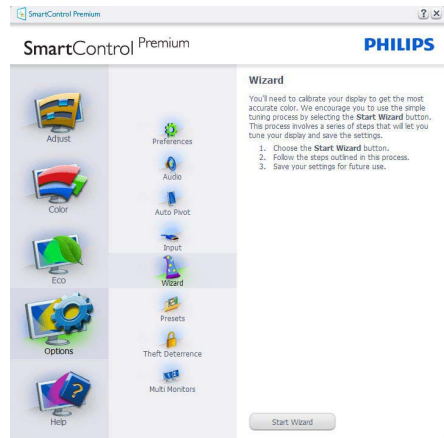 SmartControl Premium
SmartControl Premium
PHILIPS
Adjust
Color
Eco
Options
Help
Preferences
Audio
Auto Pivot
Input
Wizard
Presets
Theft Deterrence
Multi Monitors
Wizard
You'll need to calibrate your display to get the most
accurate color. We encourage you to use the simple
tuning process by selecting the Start Wizard button.
This process involves a series of steps that will let you
tune your display and save the settings.
1. Choose the Start Wizard button.
2. Follow the steps outlined in this process.
3. Save your settings for future use.
Start Wizard